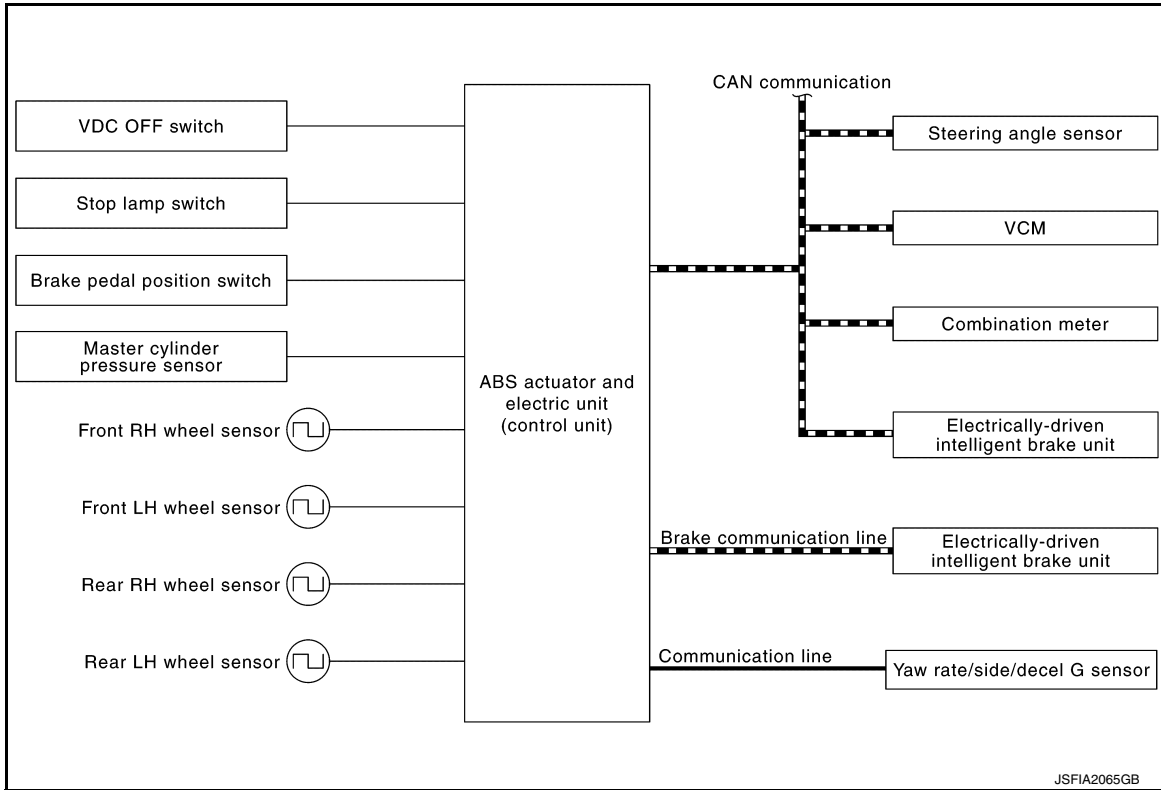 VDC OFF switch
Stop lamp switch
Brake pedal position switch
Master cylinder
pressure sensor
Front RH wheel sensor
Front LH wheel sensor
Rear RH wheel sensor
Rear LH wheel sensor
ABS actuator and
electric unit
(control unit)
CAN communication
Steering angle sensor
VCM
Combination meter
Electrically-driven
intelligent brake unit
Brake communication line
Electrically-driven
intelligent brake unit
Communication line
Yaw rate/side/decel G sensor
JSFIA2065GB